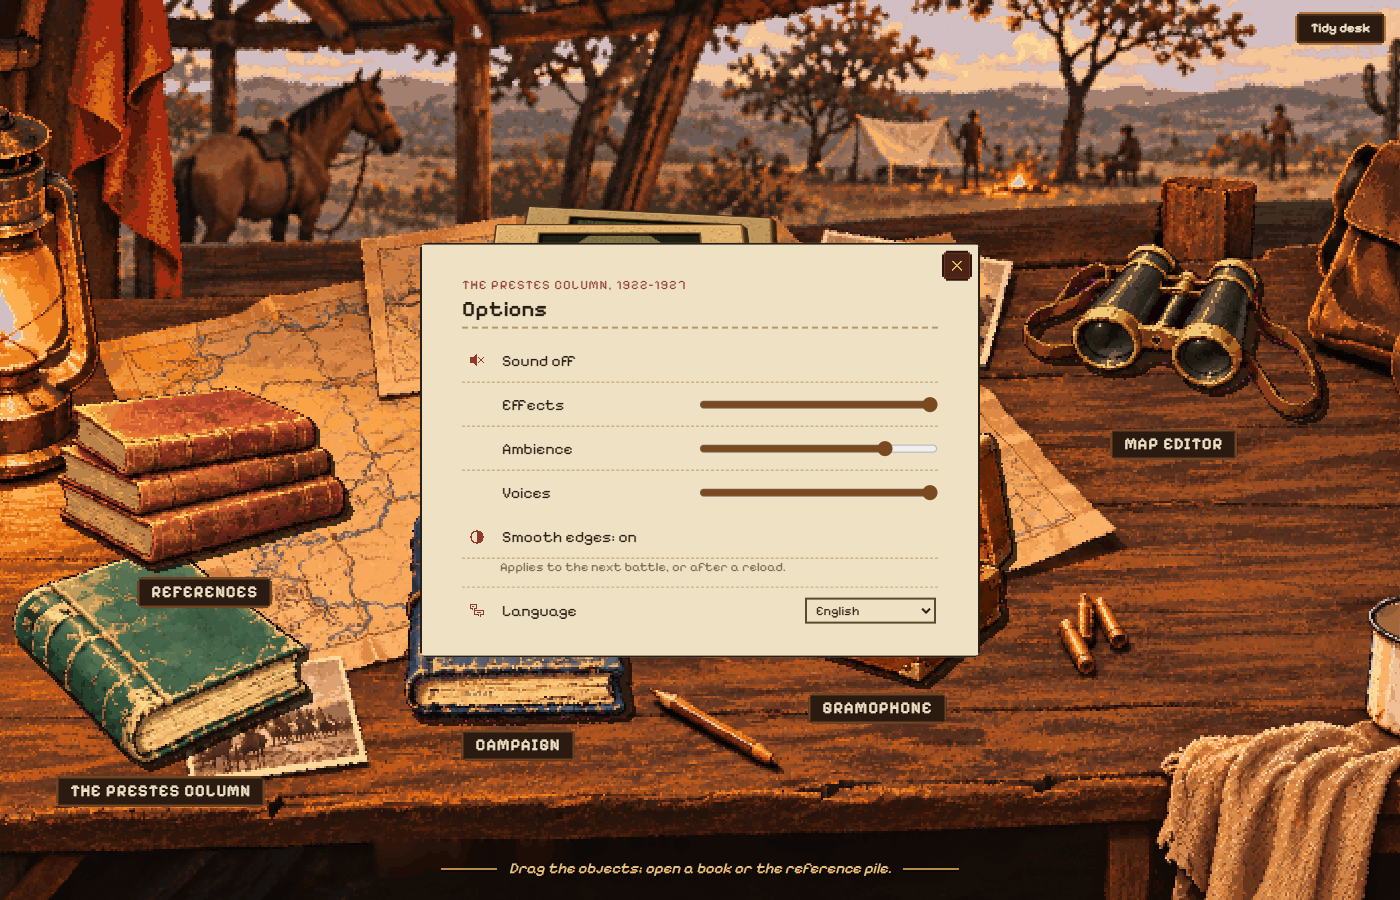 Tidy desk
THE PRESTES COLUMN, 1922-1927
Options
Sound off
Effects
Ambience
Voices
Smooth edges: on
Applies to the next battle, or after a reload.
Language
English
MAP EDITOR
REFERENCES
GRAMOPHONE
CAMPAIGN
THE PRESTES COLUMN
Drag the objects; open a book or the reference pile.